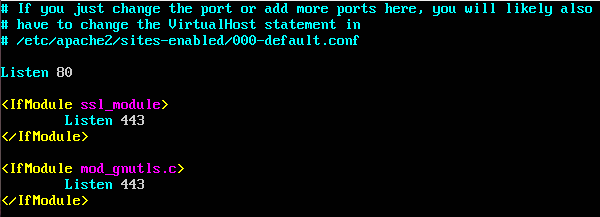 # If you just change the port or add more ports here, you will likely also
# have to change the VirtualHost statement in
# /etc/apache2/sites-enabled/000-default.conf
Listen 80
<IfModule ssl_module>
Listen 443
</IfModule>
<IfModule mod_gnutls.c>
Listen 443
</IfModule>